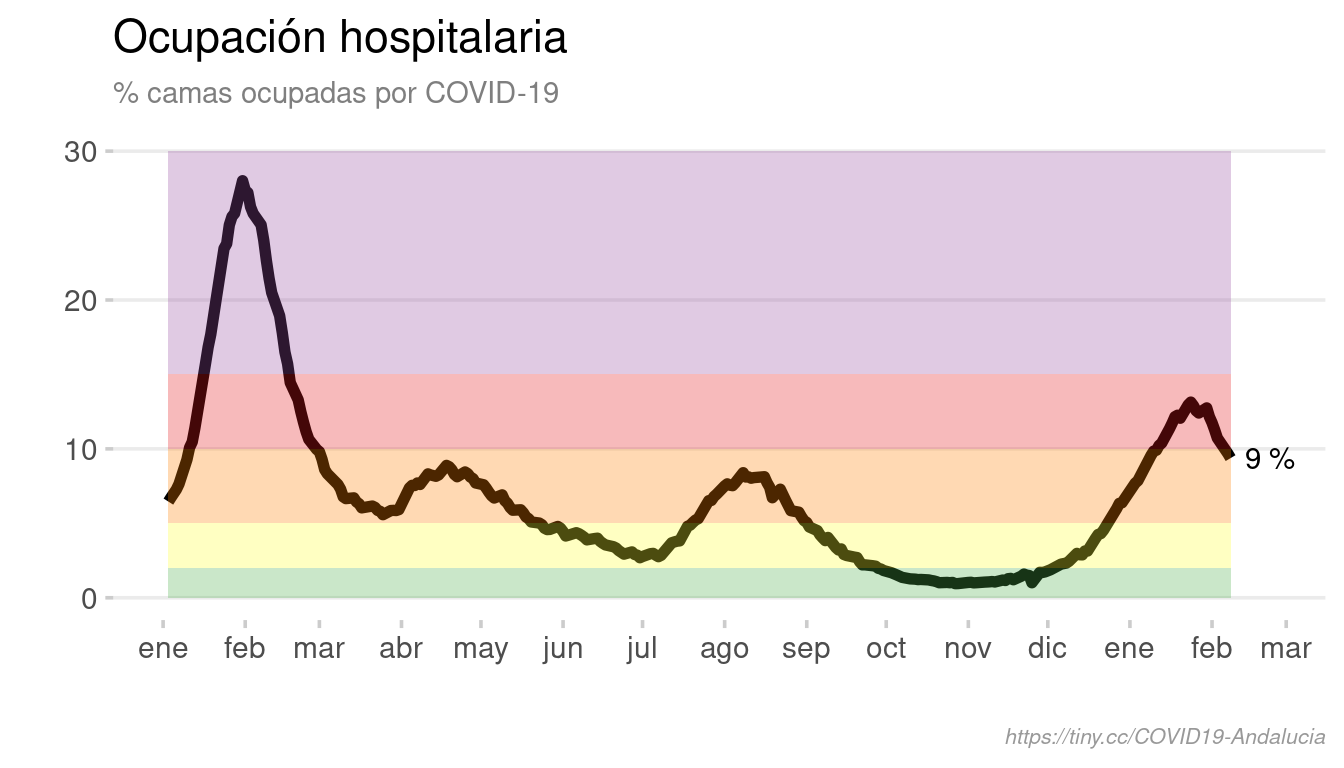 Ocupación hospitalaria
% camas ocupadas por COVID-19
30
20
10
0
9 %
ene feb mar abr may jun jul ago sep oct nov dic ene feb mar
https://tiny.cc/COVID19-Andalucia